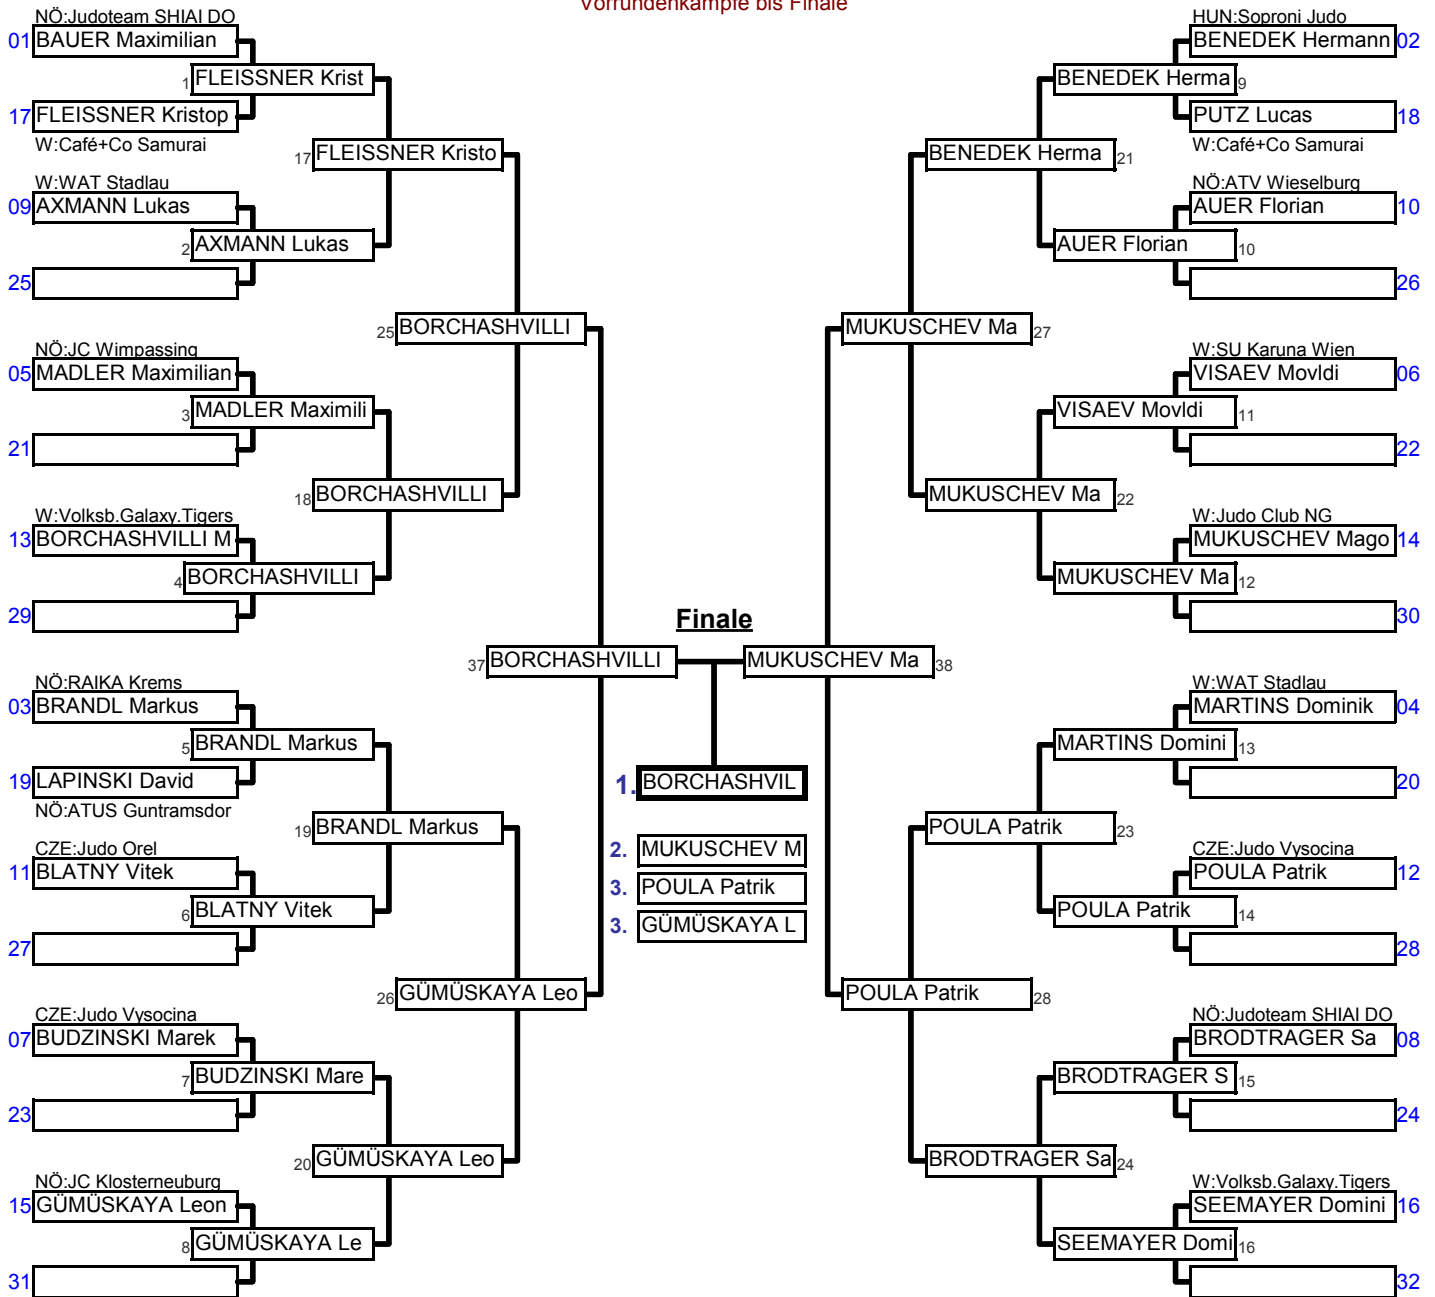 Vorrundenkämpfe bis Finale
NÖ:Judoteam SHIAI DO
01 BAUER Maximilian
1 FLEISSNER Krist
17 FLEISSNER Kristop
W:Café+Co Samurai
17 FLEISSNER Kristo
W:WAT Stadlau
09 AXMANN Lukas
2 AXMANN Lukas
25
25 BORCHASHVILLI
NÖ:JC Wimpassing
05 MADLER Maximilian
3 MADLER Maximili
21
18 BORCHASHVILLI
W:Volksb.Galaxy.Tigers
13 BORCHASHVILLI M
4 BORCHASHVILLI
29
37 BORCHASHVILLI
NÖ:RAIKA Krems
03 BRANDL Markus
5 BRANDL Markus
19 LAPINSKI David
NÖ:ATUS Guntramsdor
19 BRANDL Markus
CZE:Judo Orel
11 BLATNY Vitek
6 BLATNY Vitek
27
26 GÜMÜSKAYA Leo
CZE:Judo Vysocina
07 BUDZINSKI Marek
7 BUDZINSKI Mare
23
20 GÜMÜSKAYA Leo
NÖ:JC Klosterneuburg
15 GÜMÜSKAYA Leon
8 GÜMÜSKAYA Le
31
Finale
1. BORCHASHVIL
2. MUKUSCHEV M
3. POULA Patrik
3. GÜMÜSKAYA L
HUN:Soproni Judo
BENEDEK Hermann 02
BENEDEK Herma 9
PUTZ Lucas 18
W:Café+Co Samurai
BENEDEK Herma 21
NÖ:ATV Wieselburg
AUER Florian 10
AUER Florian 10
26
MUKUSCHEV Ma 27
W:SU Karuna Wien
VISAEV Movldi 06
VISAEV Movldi 11
22
MUKUSCHEV Ma 22
W:Judo Club NG
MUKUSCHEV Mago 14
MUKUSCHEV Ma 12
30
MUKUSCHEV Ma 38
W:WAT Stadlau
MARTINS Dominik 04
MARTINS Domini 13
20
POULA Patrik 23
CZE:Judo Vysocina
POULA Patrik 12
POULA Patrik 14
28
POULA Patrik 28
NÖ:Judoteam SHIAI DO
BRODTRAGER Sa 08
BRODTRAGER S 15
24
BRODTRAGER Sa 24
W:Volksb.Galaxy.Tigers
SEEMAYER Domini 16
SEEMAYER Domi 16
32